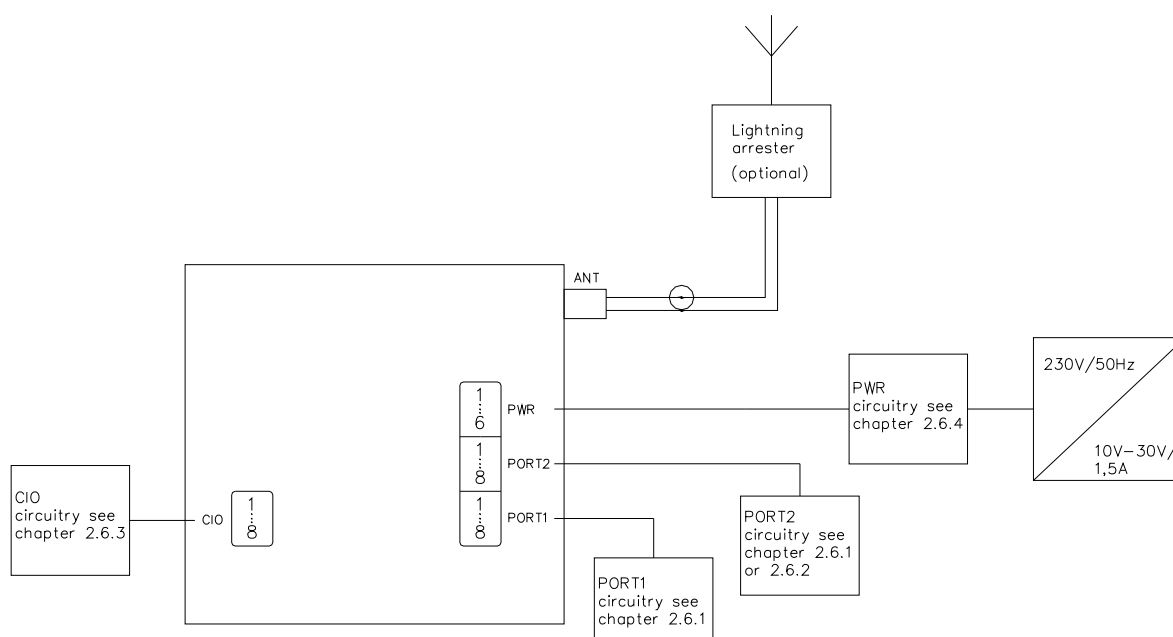 Lightning
arrester
(optional)
ANT
230V/50Hz
10V-30V/
1,5A
PWR
circuitry see
chapter 2.6.4
1
...
6
PWR
1
...
8
PORT2
1
...
8
PORT1
CIO
circuitry see
chapter 2.6.3
CIO
1
...
8
PORT2
circuitry see
chapter 2.6.1
or 2.6.2
PORT1
circuitry see
chapter 2.6.1